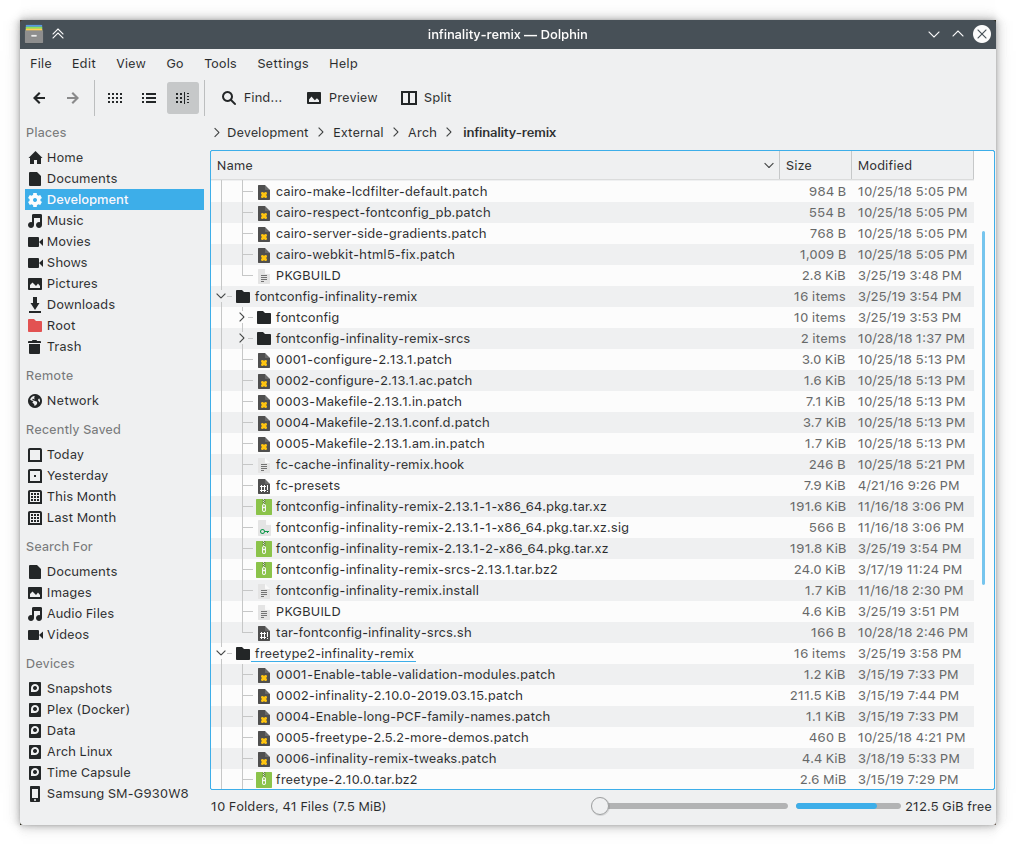 infinality-remix — Dolphin
File Edit View Go Tools Settings Help
Find... Preview Split
Places
Home
Documents
Development
Music
Movies
Shows
Pictures
Downloads
Root
Trash
Remote
Network
Recently Saved
Today
Yesterday
This Month
Last Month
Search For
Documents
Images
Audio Files
Videos
Devices
Snapshots
Plex (Docker)
Data
Arch Linux
Time Capsule
Samsung SM-G930W8
> Development > External > Arch > infinality-remix
Name Size Modified
cairo-make-lcdfilter-default.patch 984 B 10/25/18 5:05 PM
cairo-respect-fontconfig_pb.patch 554 B 10/25/18 5:05 PM
cairo-server-side-gradients.patch 768 B 10/25/18 5:05 PM
cairo-webkit-html5-fix.patch 1,009 B 10/25/18 5:05 PM
PKGBUILD 2.8 KiB 3/25/19 3:48 PM
fontconfig-infinality-remix 16 items 3/25/19 3:54 PM
fontconfig 10 items 3/25/19 3:53 PM
fontconfig-infinality-remix-srcs 2 items 10/28/18 1:37 PM
0001-configure-2.13.1.patch 3.0 KiB 10/25/18 5:13 PM
0002-configure-2.13.1.ac.patch 1.6 KiB 10/25/18 5:13 PM
0003-Makefile-2.13.1.in.patch 7.1 KiB 10/25/18 5:13 PM
0004-Makefile-2.13.1.conf.d.patch 3.7 KiB 10/25/18 5:13 PM
0005-Makefile-2.13.1.am.in.patch 1.7 KiB 10/25/18 5:13 PM
fc-cache-infinality-remix.hook 246 B 10/25/18 5:21 PM
fc-presets 7.9 KiB 4/21/16 9:26 PM
fontconfig-infinality-remix-2.13.1-1-x86_64.pkg.tar.xz 191.6 KiB 11/16/18 3:06 PM
fontconfig-infinality-remix-2.13.1-1-x86_64.pkg.tar.xz.sig 566 B 11/16/18 3:06 PM
fontconfig-infinality-remix-2.13.1-2-x86_64.pkg.tar.xz 191.8 KiB 3/25/19 3:54 PM
fontconfig-infinality-remix-srcs-2.13.1.tar.bz2 24.0 KiB 3/17/19 11:24 PM
fontconfig-infinality-remix.install 1.7 KiB 11/16/18 2:30 PM
PKGBUILD 4.6 KiB 3/25/19 3:51 PM
tar-fontconfig-infinality-srcs.sh 166 B 10/28/18 2:46 PM
freetype2-infinality-remix 16 items 3/25/19 3:58 PM
0001-Enable-table-validation-modules.patch 1.2 KiB 3/15/19 7:33 PM
0002-infinality-2.10.0-2019.03.15.patch 211.5 KiB 3/15/19 7:44 PM
0004-Enable-long-PCF-family-names.patch 1.1 KiB 3/15/19 7:33 PM
0005-freetype-2.5.2-more-demos.patch 460 B 10/25/18 4:21 PM
0006-infinality-remix-tweaks.patch 4.4 KiB 3/18/19 5:33 PM
freetype-2.10.0.tar.bz2 2.6 MiB 3/15/19 7:29 PM
10 Folders, 41 Files (7.5 MiB) 212.5 GiB free